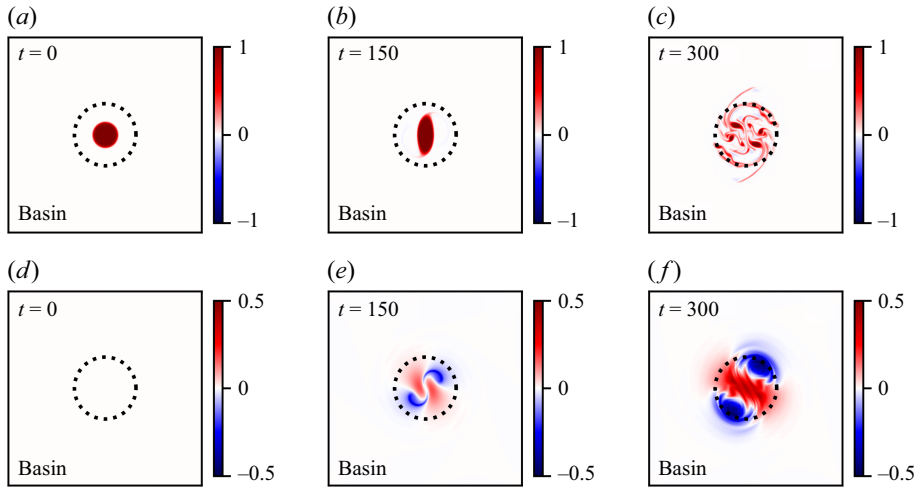 (a)
t = 0
Basin
1
0
–1
(b)
t = 150
Basin
1
0
–1
(c)
t = 300
Basin
1
0
–1
(d)
t = 0
Basin
0.5
0
–0.5
(e)
t = 150
Basin
0.5
0
–0.5
(f)
t = 300
Basin
0.5
0
–0.5